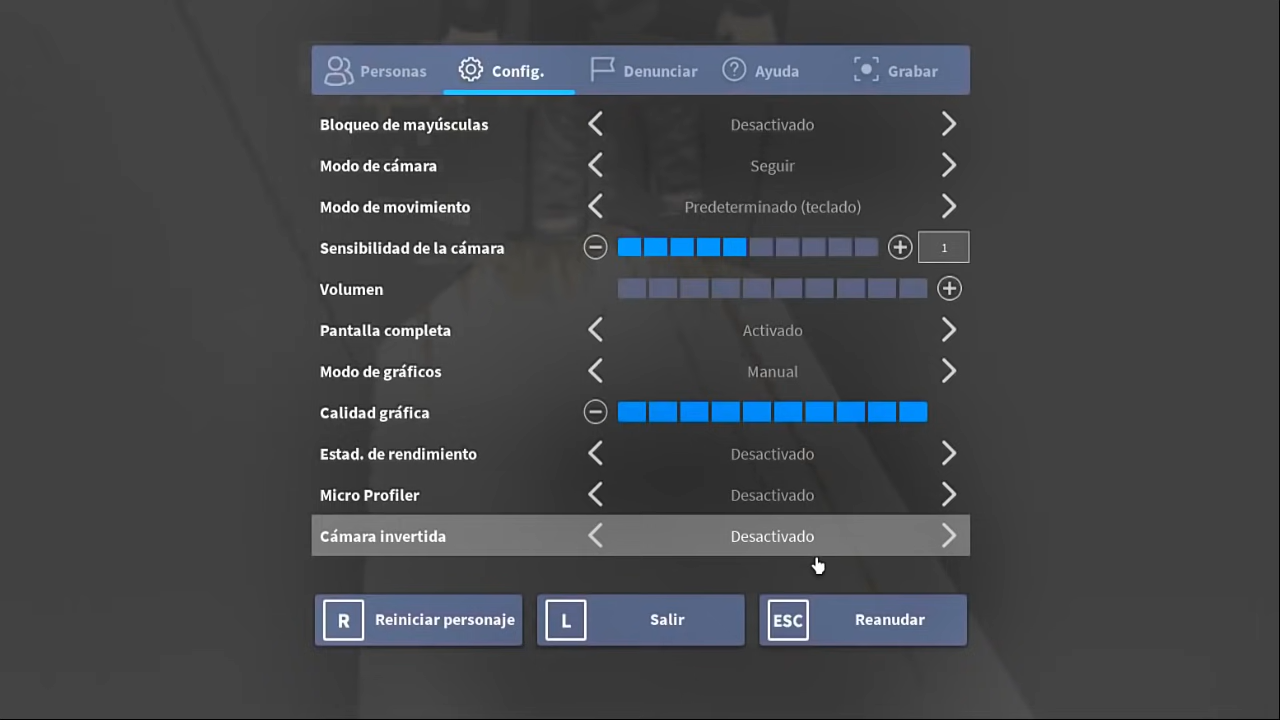 Personas Config. Denunciar Ayuda Grabar
Bloqueo de mayúsculas Desactivado
Modo de cámara Seguir
Modo de movimiento Predeterminado (teclado)
Sensibilidad de la cámara 1
Volumen
Pantalla completa Activado
Modo de gráficos Manual
Calidad gráfica
Estad. de rendimiento Desactivado
Micro Profiler Desactivado
Cámara invertida Desactivado
R Reiniciar personaje L Salir ESC Reanudar